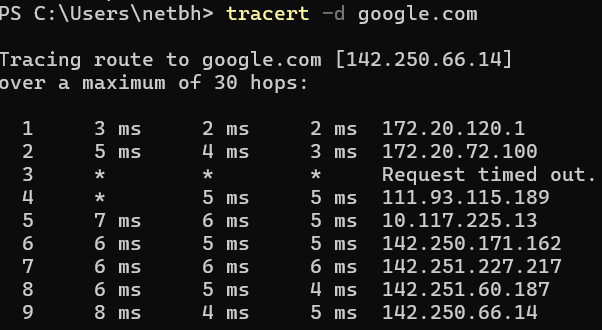 PS C:\Users\netbh> tracert -d google.com
Tracing route to google.com [142.250.66.14]
over a maximum of 30 hops:
1 3 ms 2 ms 2 ms 172.20.120.1
2 5 ms 4 ms 3 ms 172.20.72.100
3 * * * Request timed out.
4 * 5 ms 5 ms 111.93.115.189
5 7 ms 6 ms 5 ms 10.117.225.13
6 6 ms 5 ms 5 ms 142.250.171.162
7 6 ms 6 ms 6 ms 142.251.227.217
8 6 ms 5 ms 4 ms 142.251.60.187
9 8 ms 4 ms 5 ms 142.250.66.14